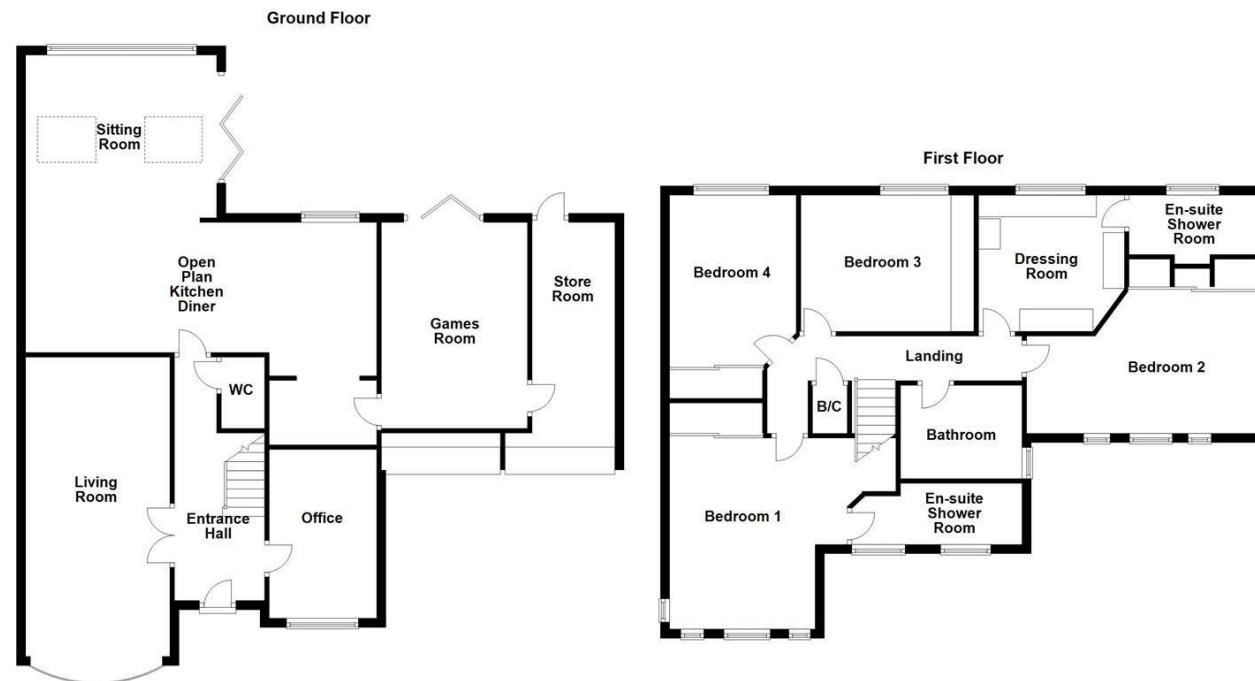 Ground Floor
Sitting
Room
Open
Plan
Kitchen
Diner
Games
Room
Store
Room
WC
Living
Room
Entrance
Hall
Office
First Floor
Bedroom 4
Bedroom 3
Dressing
Room
En-suite
Shower
Room
Landing
Bedroom 2
B/C
Bathroom
Bedroom 1
En-suite
Shower
Room